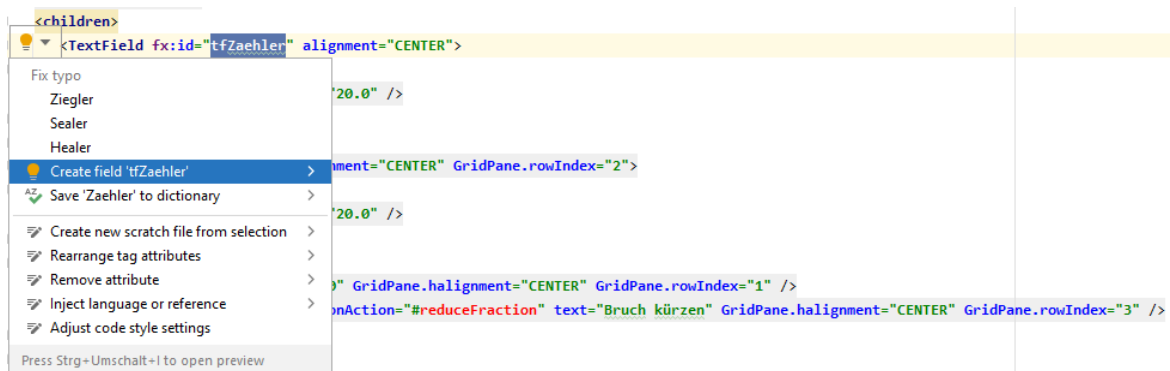 <children>
<TextField fx:id="tfZaehler" alignment="CENTER">
Fix typo
Ziegler
"20.0" />
Sealer
Healer
Create field 'tfZaehler'
nment="CENTER" GridPane.rowIndex="2">
Save 'Zaehler' to dictionary
"20.0" />
Create new scratch file from selection
Rearrange tag attributes
Remove attribute
" GridPane.halignment="CENTER" GridPane.rowIndex="1" />
Inject language or reference
onAction="#reduceFraction" text="Bruch kürzen" GridPane.halignment="CENTER" GridPane.rowIndex="3" />
Adjust code style settings
Press Strg+Umschalt+I to open preview